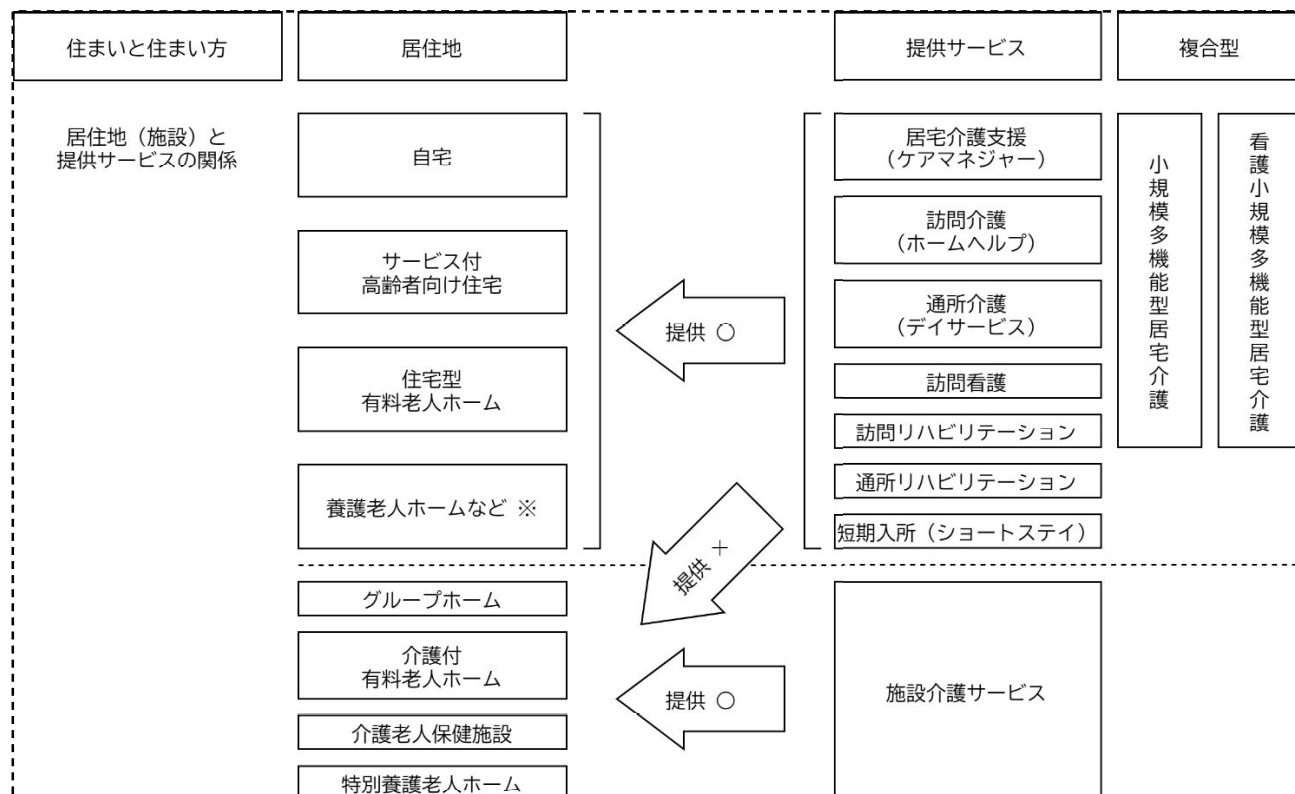 住まいと住まい方
居住地
提供サービス
複合型
居住地（施設）と
提供サービスの関係
自宅
サービス付
高齢者向け住宅
住宅型
有料老人ホーム
養護老人ホームなど ※
提供 〇
居宅介護支援
（ケアマネジャー）
訪問介護
（ホームヘルプ）
通所介護
（デイサービス）
訪問看護
訪問リハビリテーション
通所リハビリテーション
短期入所（ショートステイ）
小規模多機能型居宅介護
看護小規模多機能型居宅介護
提供 ＋
グループホーム
介護付
有料老人ホーム
介護老人保健施設
特別養護老人ホーム
提供 〇
施設介護サービス